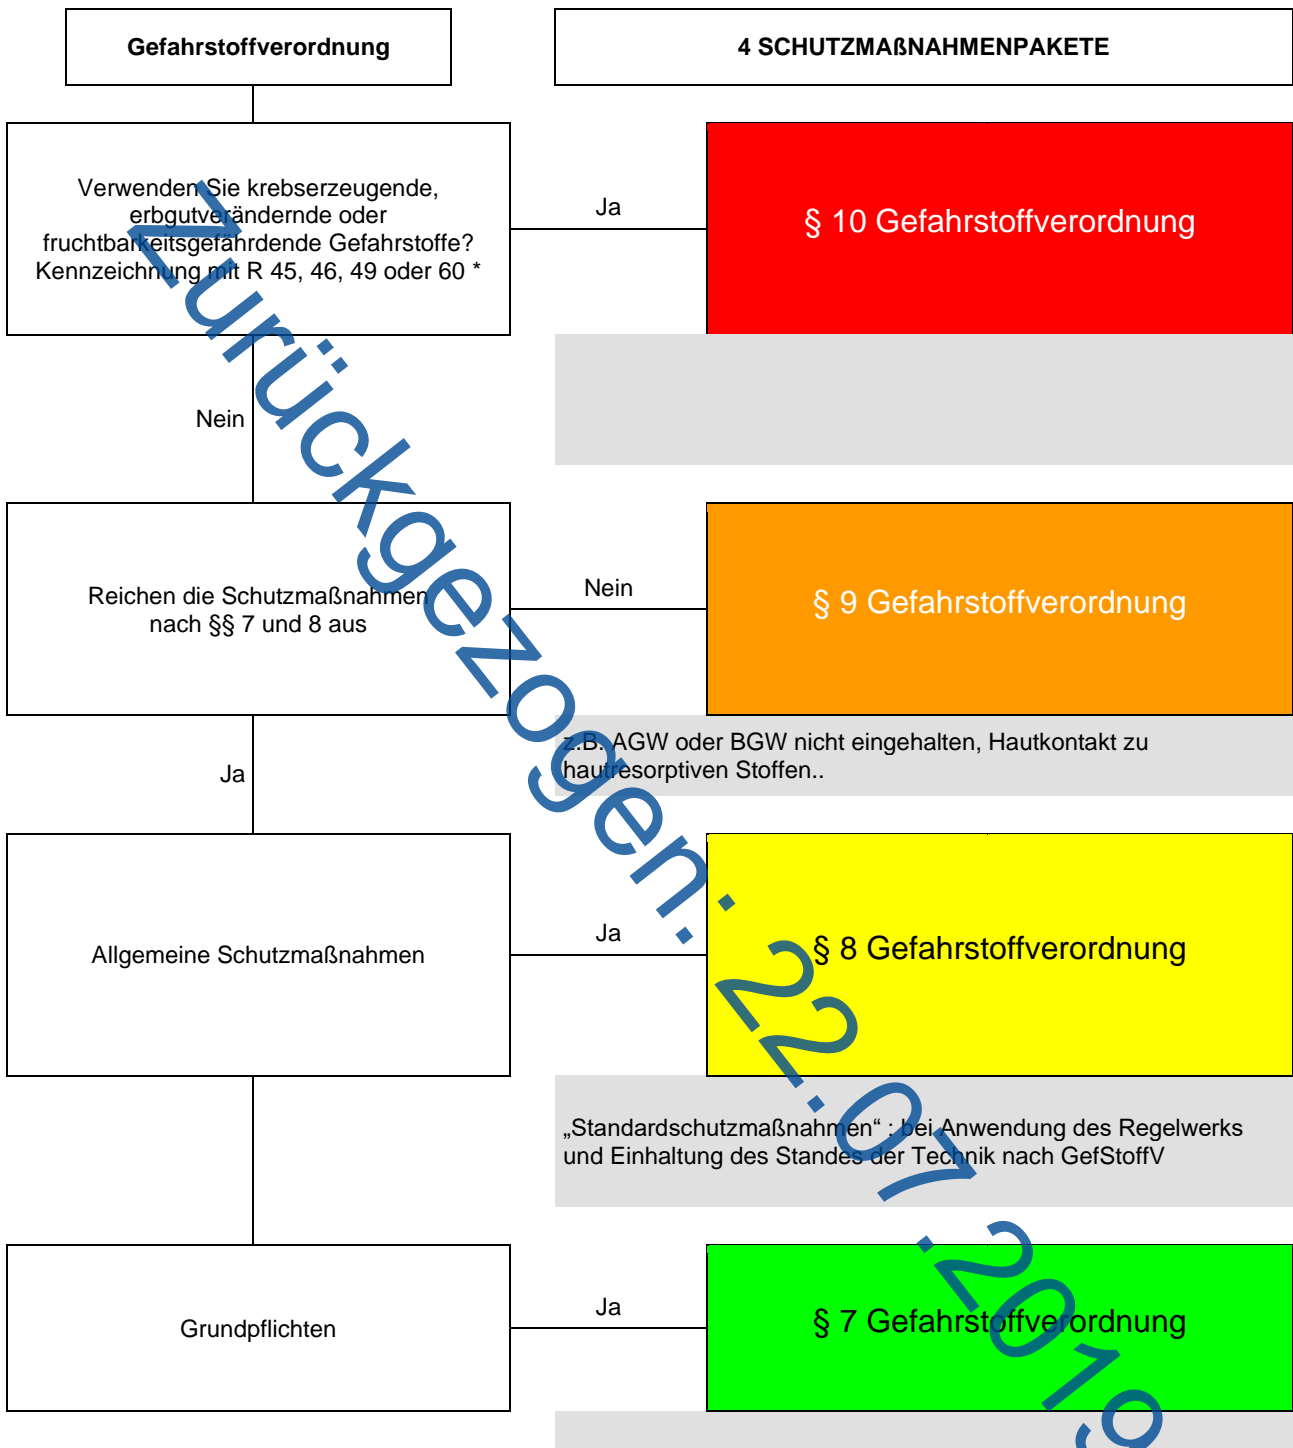 Gefahrstoffverordnung
4 SCHUTZMAßNAHMENPAKETE
Verwenden Sie krebserzeugende,
erbgutverändernde oder
fruchtbarkeitsgefährdende Gefahrstoffe?
Kennzeichnung mit R 45, 46, 49 oder 60 *
Ja
§ 10 Gefahrstoffverordnung
Nein
Reichen die Schutzmaßnahmen
nach §§ 7 und 8 aus
Nein
§ 9 Gefahrstoffverordnung
z.B. AGW oder BGW nicht eingehalten, Hautkontakt zu
hautresorptiven Stoffen..
Ja
Allgemeine Schutzmaßnahmen
Ja
§ 8 Gefahrstoffverordnung
„Standardschutzmaßnahmen“ : bei Anwendung des Regelwerks
und Einhaltung des Standes der Technik nach GefStoffV
Grundpflichten
Ja
§ 7 Gefahrstoffverordnung
zurückgezogen: 22.07.2019